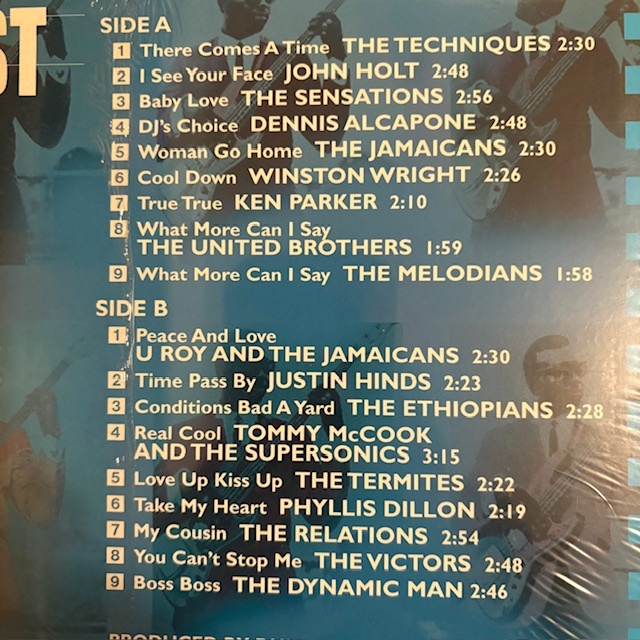 ST
SIDE A
1 There Comes A Time THE TECHNIQUES 2:30
2 I See Your Face JOHN HOLT 2:48
3 Baby Love THE SENSATIONS 2:56
4 DJ's Choice DENNIS ALCAPONE 2:48
5 Woman Go Home THE JAMAICANS 2:30
6 Cool Down WINSTON WRIGHT 2:26
7 True True KEN PARKER 2:10
8 What More Can I Say
THE UNITED BROTHERS 1:59
9 What More Can I Say THE MELODIANS 1:58
SIDE B
1 Peace And Love
U ROY AND THE JAMAICANS 2:30
2 Time Pass By JUSTIN HINDS 2:23
3 Conditions Bad A Yard THE ETHIOPIANS 2:28
4 Real Cool TOMMY McCOOK
AND THE SUPERSONICS 3:15
5 Love Up Kiss Up THE TERMITES 2:22
6 Take My Heart PHYLLIS DILLON 2:19
7 My Cousin THE RELATIONS 2:54
8 You Can't Stop Me THE VICTORS 2:48
9 Boss Boss THE DYNAMIC MAN 2:46
PRODUCED BY